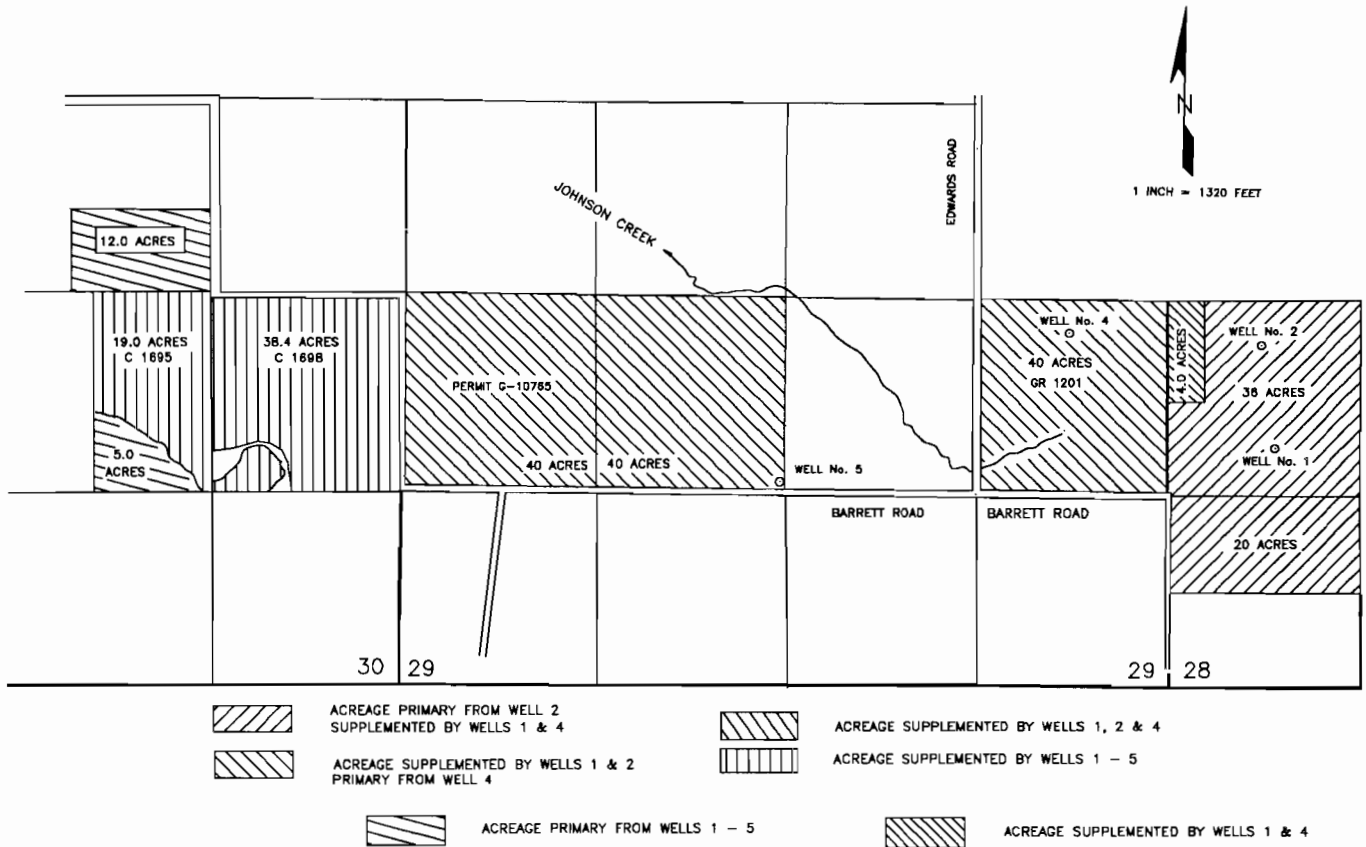 N
1 INCH = 1320 FEET
EDWARDS ROAD
JOHNSON CREEK
12.0 ACRES
19.0 ACRES
C 1695
38.4 ACRES
C 1698
5.0
ACRES
PERMIT G-10765
40 ACRES
40 ACRES
WELL No. 5
WELL No. 4
40 ACRES
GR 1201
4.0 ACRES
WELL No. 2
36 ACRES
WELL No. 1
BARRETT ROAD
BARRETT ROAD
20 ACRES
30
29
29
28
ACREAGE PRIMARY FROM WELL 2
SUPPLEMENTED BY WELLS 1 & 4
ACREAGE SUPPLEMENTED BY WELLS 1, 2 & 4
ACREAGE SUPPLEMENTED BY WELLS 1 & 2
PRIMARY FROM WELL 4
ACREAGE SUPPLEMENTED BY WELLS 1 - 5
ACREAGE PRIMARY FROM WELLS 1 - 5
ACREAGE SUPPLEMENTED BY WELLS 1 & 4